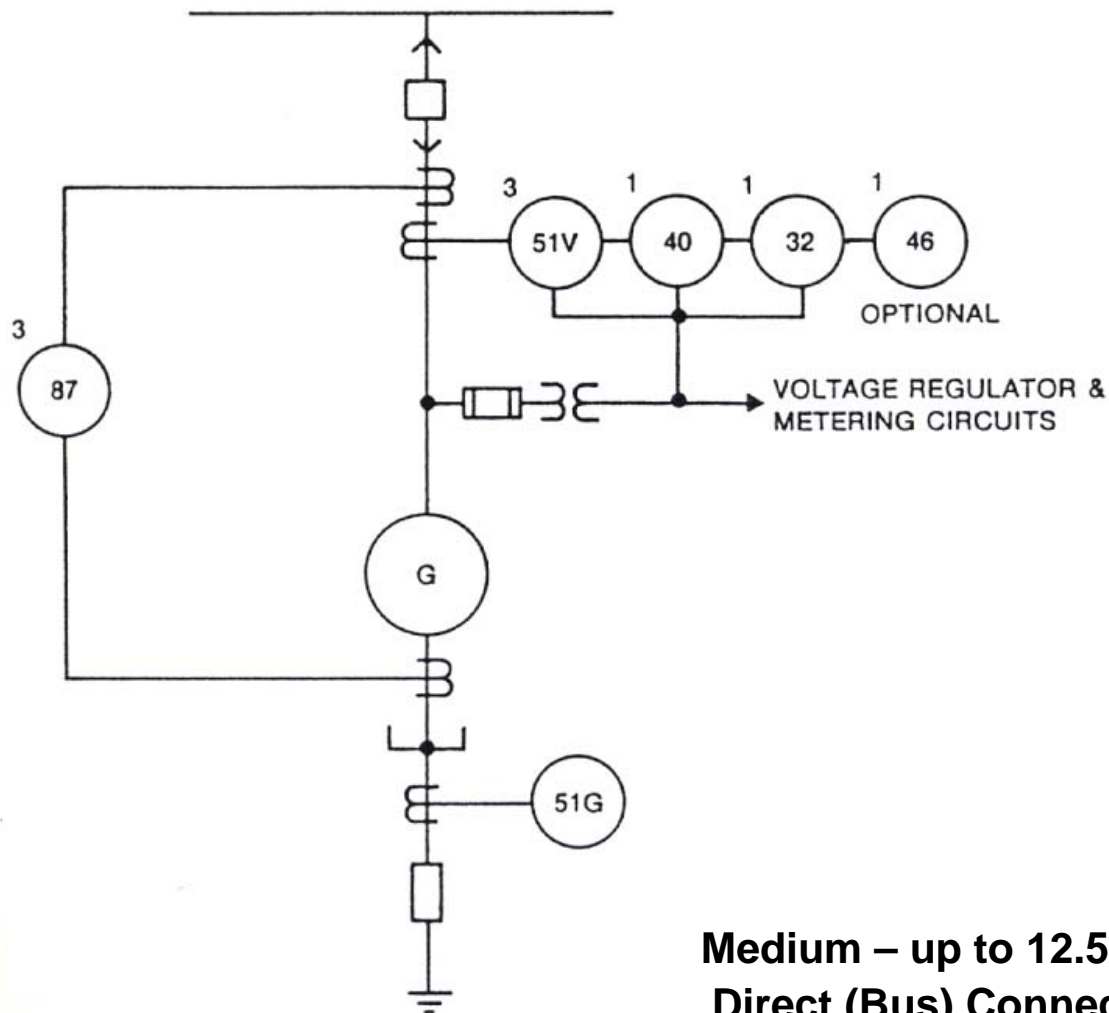 3
1
1
1
51V
40
32
46
OPTIONAL
3
87
VOLTAGE REGULATOR &
METERING CIRCUITS
G
51G
Medium – up to 12.5
Direct (Bus) Connec